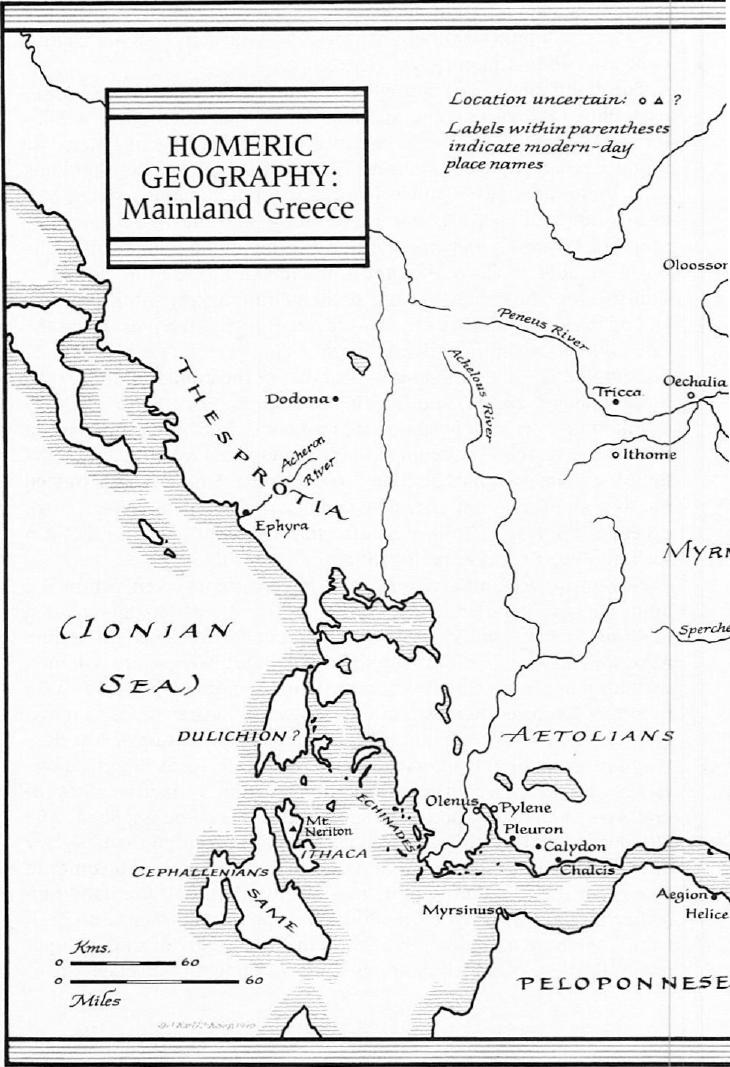 HOMERIC
GEOGRAPHY:
Mainland Greece
Location uncertain: ○ ▵ ?
Labels within parentheses
indicate modern-day
place names
Oloosson
Peneus River
Achelous River
Tricca
Oechalia
Ithome
Dodona
THESPROTIA
Acheron
River
Ephyra
MYRM
Sperche
(IONIAN
SEA)
DULICHION?
AETOLIANS
ECHINADES
Olenus
Pylene
Pleuron
Calydon
Chalcis
Mt.
Neriton
ITHACA
CEPHALLENIANS
SAME
Myrsinus
Aegion
Helice
PELOPONNESE
Kms.
0 60
0 60
Miles